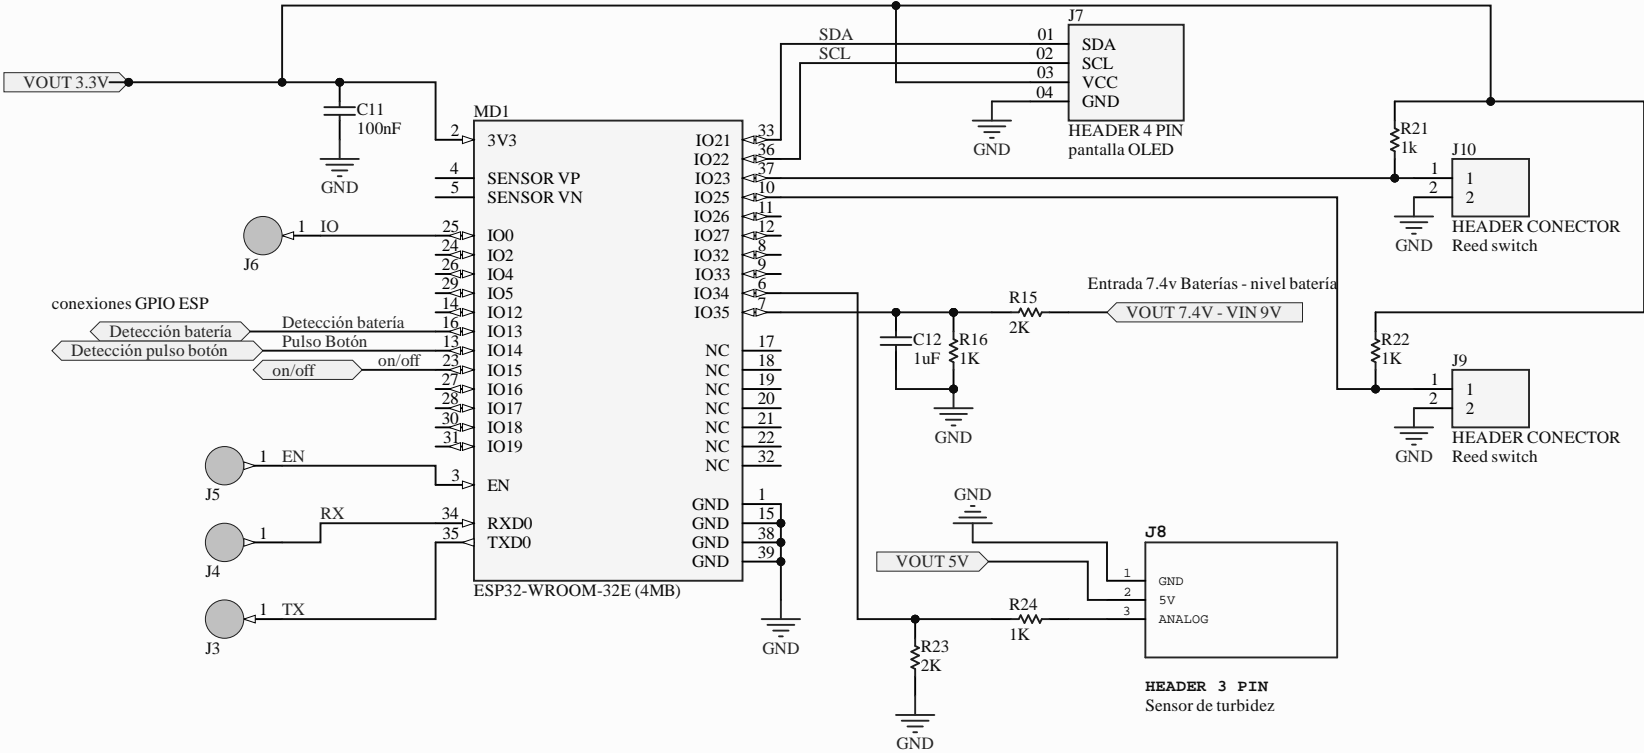 VOUT 3.3V
C11
100nF
GND
J6
1
IO
conexiones GPIO ESP
Detección batería
Detección batería
Detección pulso botón
Pulso Botón
on/off
on/off
J5
1
EN
J4
1
RX
J3
1
TX
MD1
2
3V3
4
SENSOR VP
5
SENSOR VN
25
IO0
24
IO2
26
IO4
29
IO5
14
IO12
16
IO13
13
IO14
23
IO15
27
IO16
28
IO17
30
IO18
31
IO19
3
EN
34
RXD0
35
TXD0
IO21
33
IO22
36
IO23
37
IO25
10
IO26
11
IO27
12
IO32
8
IO33
9
IO34
6
IO35
7
NC
17
NC
18
NC
19
NC
20
NC
21
NC
22
NC
32
GND
1
GND
15
GND
38
GND
39
ESP32-WROOM-32E (4MB)
GND
SDA
SCL
J7
01
SDA
02
SCL
03
VCC
04
GND
HEADER 4 PIN
pantalla OLED
GND
R21
1k
J10
1
1
2
2
HEADER CONECTOR
Reed switch
GND
Entrada 7.4v Baterías - nivel batería
VOUT 7.4V - VIN 9V
R15
2K
C12
1uF
R16
1K
GND
R22
1K
J9
1
1
2
2
HEADER CONECTOR
Reed switch
GND
GND
VOUT 5V
J8
1
GND
2
5V
3
ANALOG
HEADER 3 PIN
Sensor de turbidez
R24
1K
R23
2K
GND